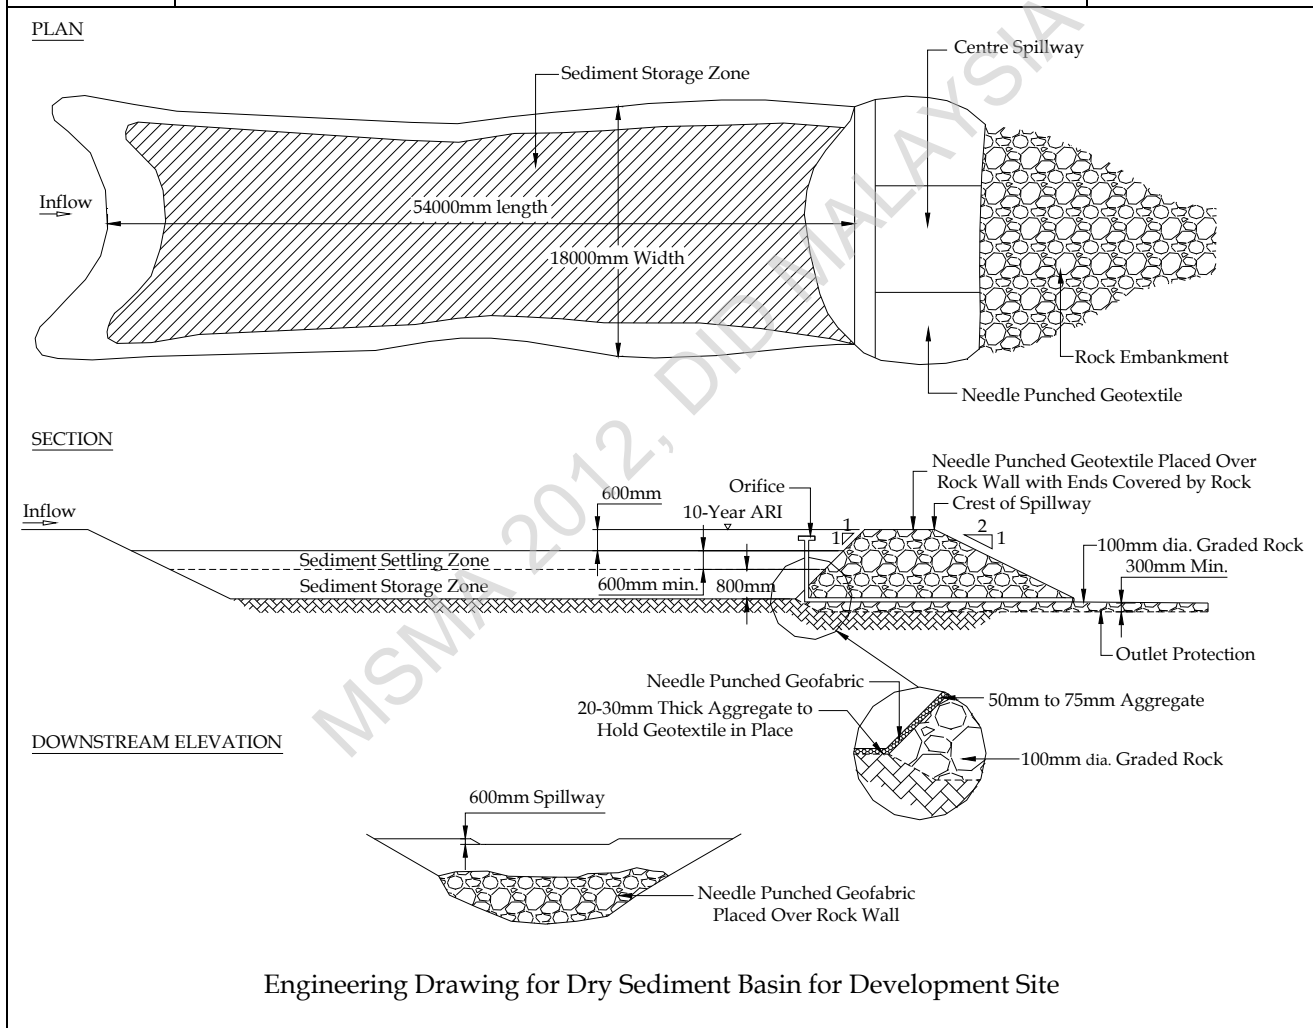 PLAN
Centre Spillway
Sediment Storage Zone
Inflow
54000mm length
18000mm Width
Rock Embankment
Needle Punched Geotextile
SECTION
Needle Punched Geotextile Placed Over
Rock Wall with Ends Covered by Rock
Crest of Spillway
Orifice
600mm
10-Year ARI
Inflow
1
1
2
1
100mm dia. Graded Rock
300mm Min.
Sediment Settling Zone
Sediment Storage Zone
600mm min.
800mm
Outlet Protection
Needle Punched Geofabric
50mm to 75mm Aggregate
20-30mm Thick Aggregate to
Hold Geotextile in Place
100mm dia. Graded Rock
DOWNSTREAM ELEVATION
600mm Spillway
Needle Punched Geofabric
Placed Over Rock Wall
Engineering Drawing for Dry Sediment Basin for Development Site
MSMA 2012, DID MALAYSIA